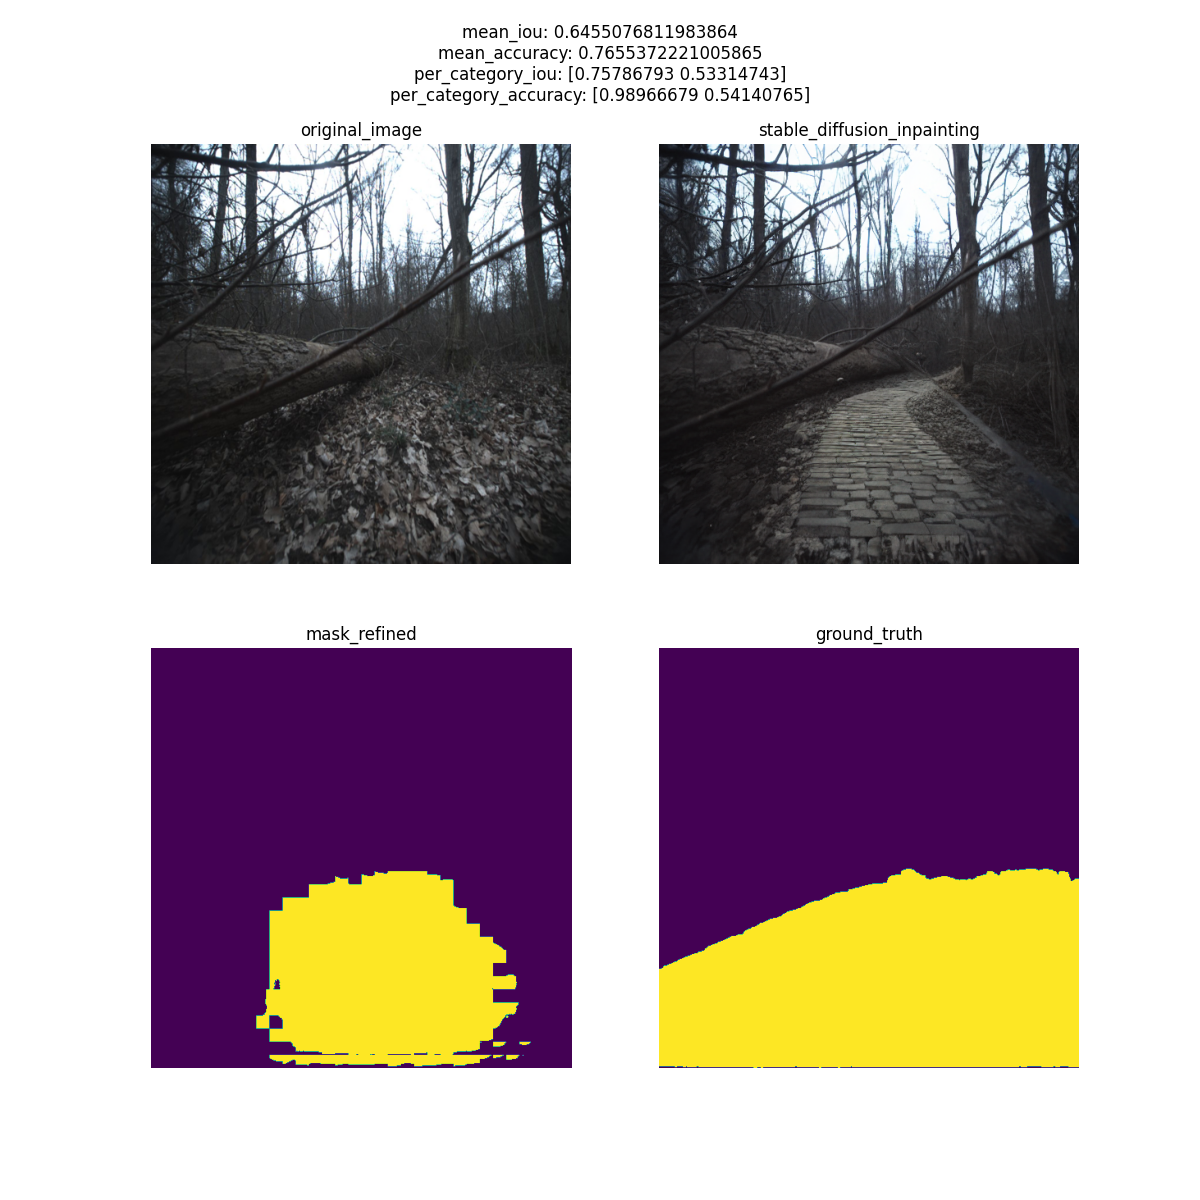 mean_iou: 0.6455076811983864
mean_accuracy: 0.7655372221005865
per_category_iou: [0.75786793 0.53314743]
per_category_accuracy: [0.98966679 0.54140765]
original_image
stable_diffusion_inpainting
mask_refined
ground_truth